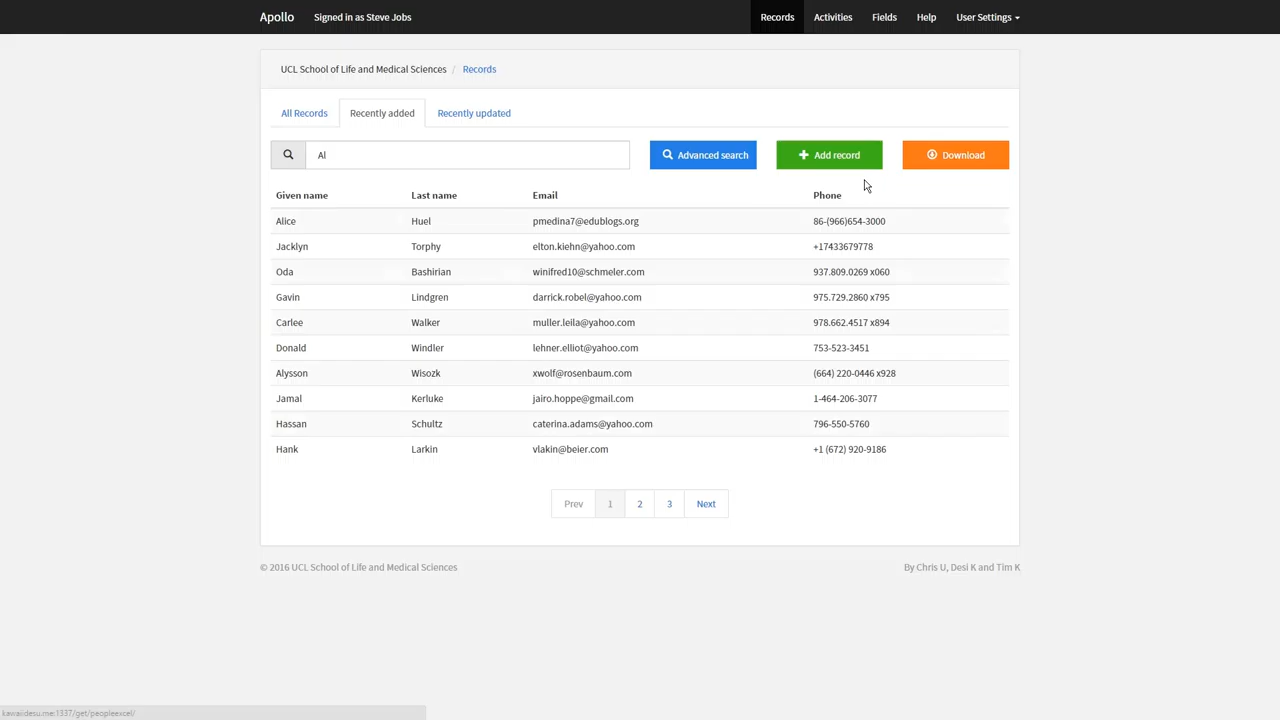 Apollo Signed in as Steve Jobs Records Activities Fields Help User Settings
UCL School of Life and Medical Sciences / Records
All Records Recently added Recently updated
Al Advanced search Add record Download
Given name Last name Email Phone
Alice Huel pmedina7@edublogs.org 86-(966)654-3000
Jacklyn Torphy elton.kiehn@yahoo.com +17433679778
Oda Bashirian winifred10@schmeler.com 937.809.0269 x060
Gavin Lindgren darrick.robel@yahoo.com 975.729.2860 x795
Carlee Walker muller.leila@yahoo.com 978.662.4517 x894
Donald Windler lehner.elliot@yahoo.com 753-523-3451
Alysson Wisozk xwolf@rosenbaum.com (664) 220-0446 x928
Jamal Kerluke jairo.hoppe@gmail.com 1-464-206-3077
Hassan Schultz caterina.adams@yahoo.com 796-550-5760
Hank Larkin vlakin@beier.com +1 (672) 920-9186
Prev 1 2 3 Next
© 2016 UCL School of Life and Medical Sciences By Chris U, Desi K and Tim K
kawaiidesu.me:1337/get/peopleexcel/